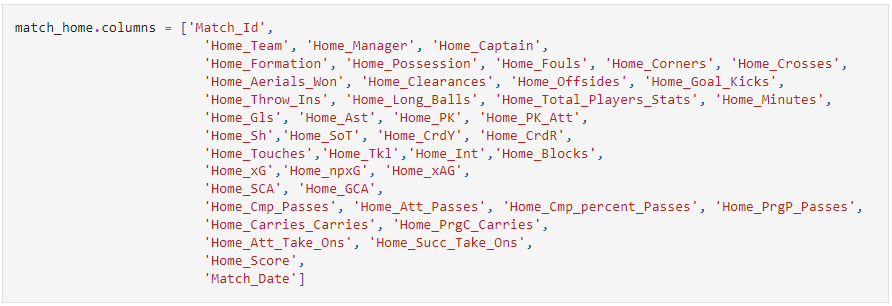 match_home.columns = ['Match_Id',
'Home_Team', 'Home_Manager', 'Home_Captain',
'Home_Formation', 'Home_Possession', 'Home_Fouls', 'Home_Corners', 'Home_Crosses',
'Home_Aerials_Won', 'Home_Clearances', 'Home_Offsides', 'Home_Goal_Kicks',
'Home_Throw_Ins', 'Home_Long_Balls', 'Home_Total_Players_Stats', 'Home_Minutes',
'Home_Gls', 'Home_Ast', 'Home_PK', 'Home_PK_Att',
'Home_Sh','Home_SoT', 'Home_CrdY', 'Home_CrdR',
'Home_Touches','Home_Tkl','Home_Int','Home_Blocks',
'Home_xG','Home_npxG', 'Home_xAG',
'Home_SCA', 'Home_GCA',
'Home_Cmp_Passes', 'Home_Att_Passes', 'Home_Cmp_percent_Passes', 'Home_PrgP_Passes',
'Home_Carries_Carries', 'Home_PrgC_Carries',
'Home_Att_Take_Ons', 'Home_Succ_Take_Ons',
'Home_Score',
'Match_Date']